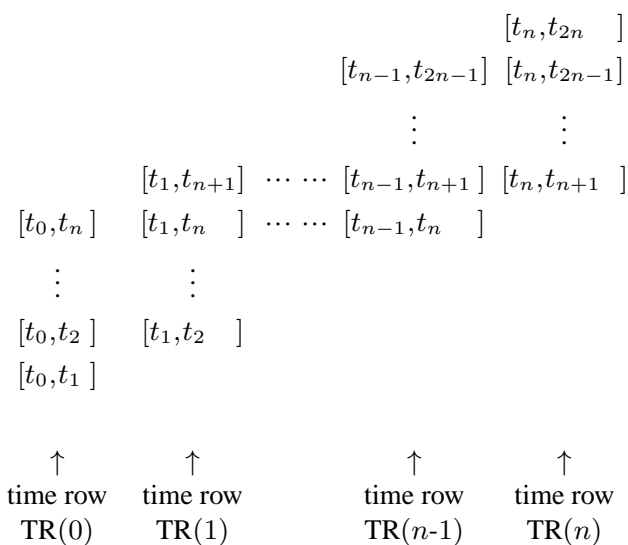 [t_n,t_{2n} ]
[t_{n-1},t_{2n-1}] [t_n,t_{2n-1}]
⋮ ⋮
[t_1,t_{n+1}] ⋯ ⋯ [t_{n-1},t_{n+1} ] [t_n,t_{n+1} ]
[t_0,t_n ] [t_1,t_n ] ⋯ ⋯ [t_{n-1},t_n ]
⋮ ⋮
[t_0,t_2 ] [t_1,t_2 ]
[t_0,t_1 ]
↑ ↑ ↑ ↑
time row time row time row time row
TR(0) TR(1) TR(n-1) TR(n)